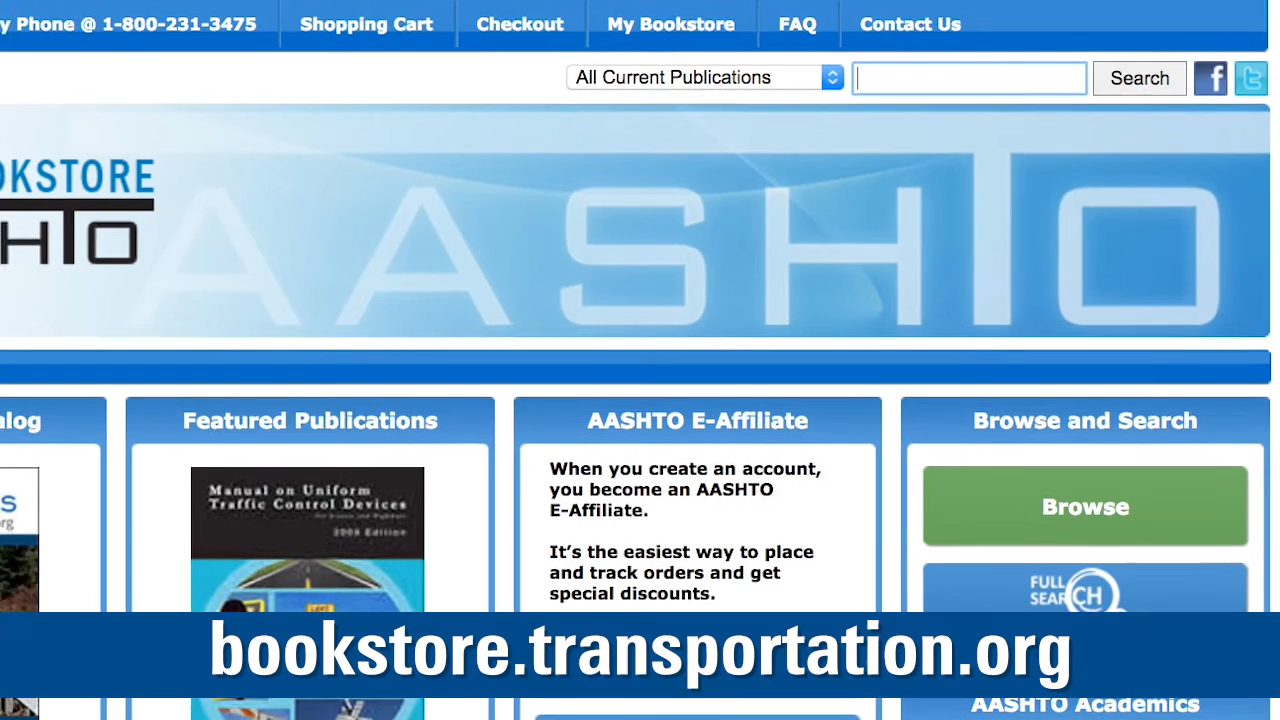 y Phone @ 1-800-231-3475 Shopping Cart Checkout My Bookstore FAQ Contact Us
All Current Publications Search f t
OKSTORE
HTO
AASHTO
alog
Featured Publications
Manual on Uniform
Traffic Control Devices
2009 Edition
AASHTO E-Affiliate
When you create an account,
you become an AASHTO
E-Affiliate.
It's the easiest way to place
and track orders and get
special discounts.
Browse and Search
Browse
FULL
SEARCH
bookstore.transportation.org
AASHTO Academics